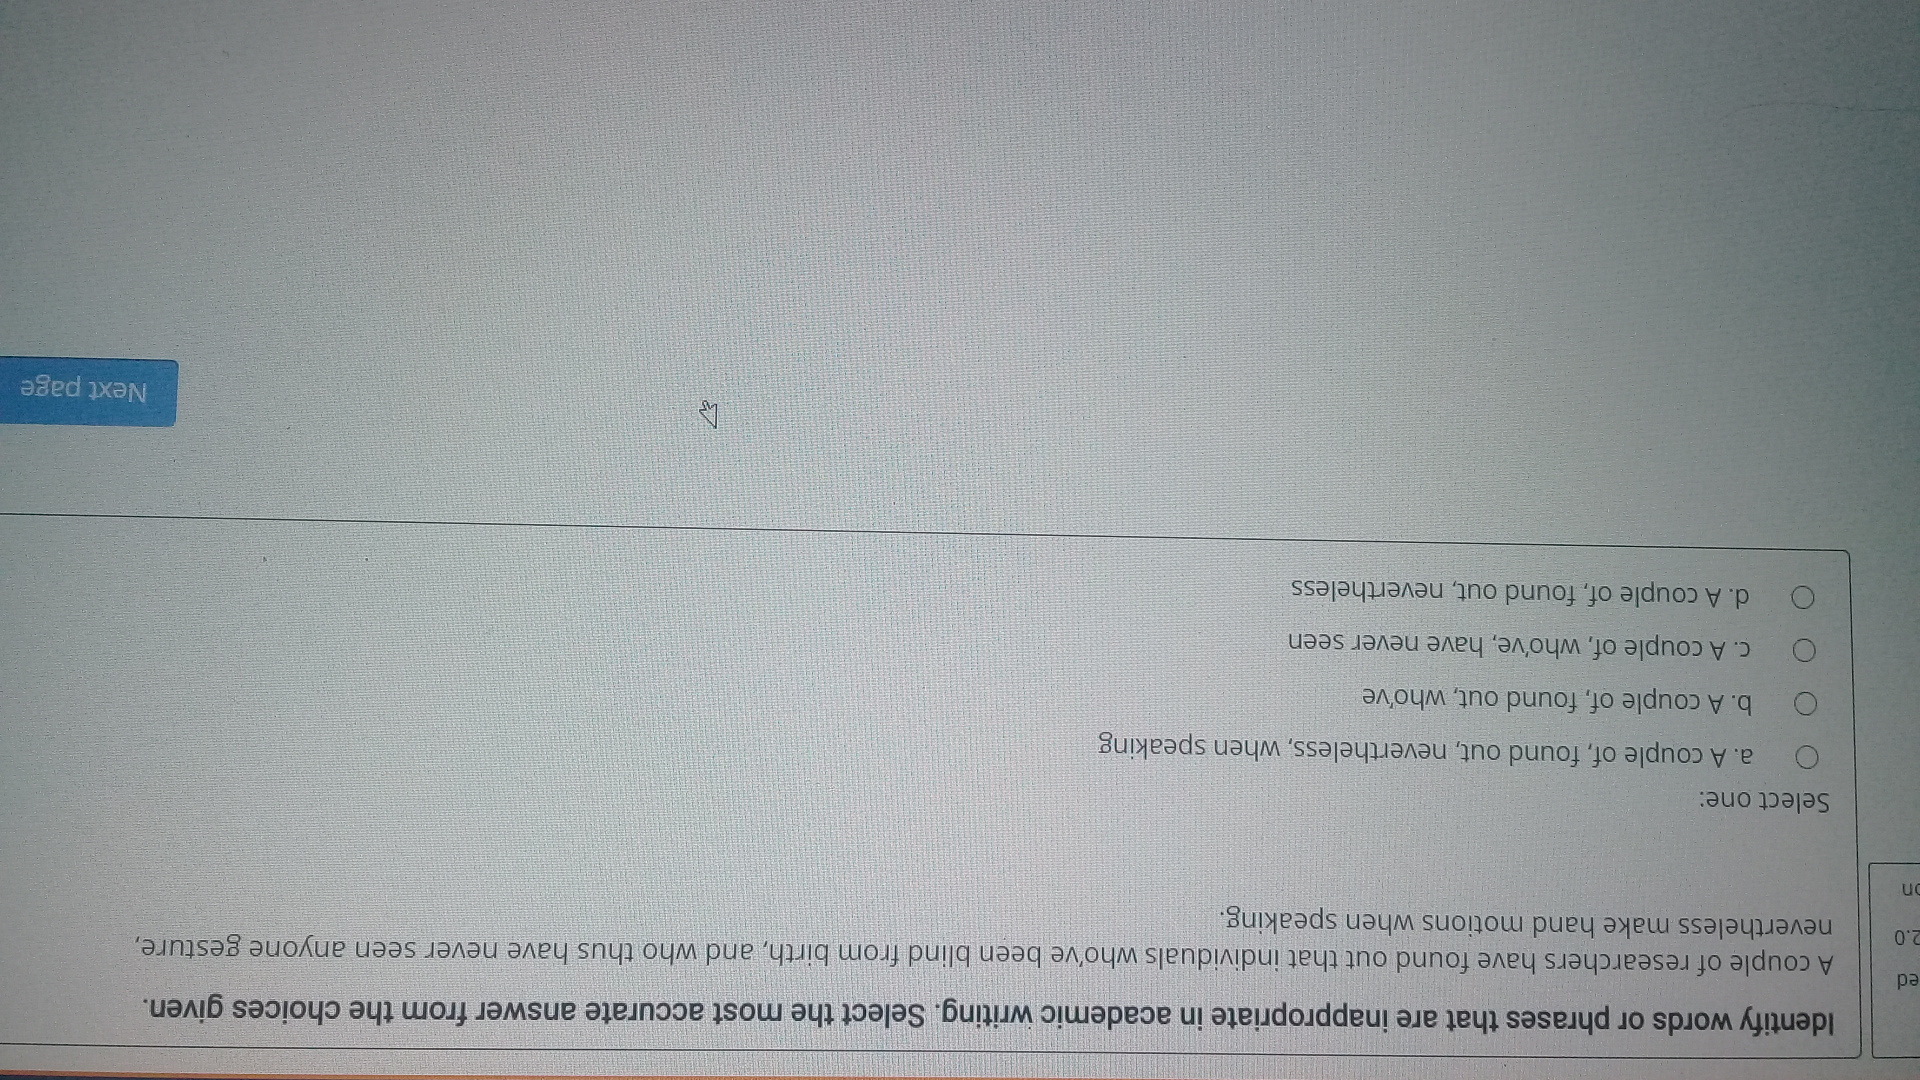 Identify words or phrases that are inappropriate in academic writing. Select the most accurate answer from the choices given.
ed
A couple of researchers have found out that individuals who've been blind from birth, and who thus have never seen anyone gesture,
2.0
nevertheless make hand motions when speaking.
on
Select one:
a. A couple of, found out, nevertheless, when speaking
b. A couple of, found out, who've
c. A couple of, who've, have never seen
d. A couple of, found out, nevertheless
Next page